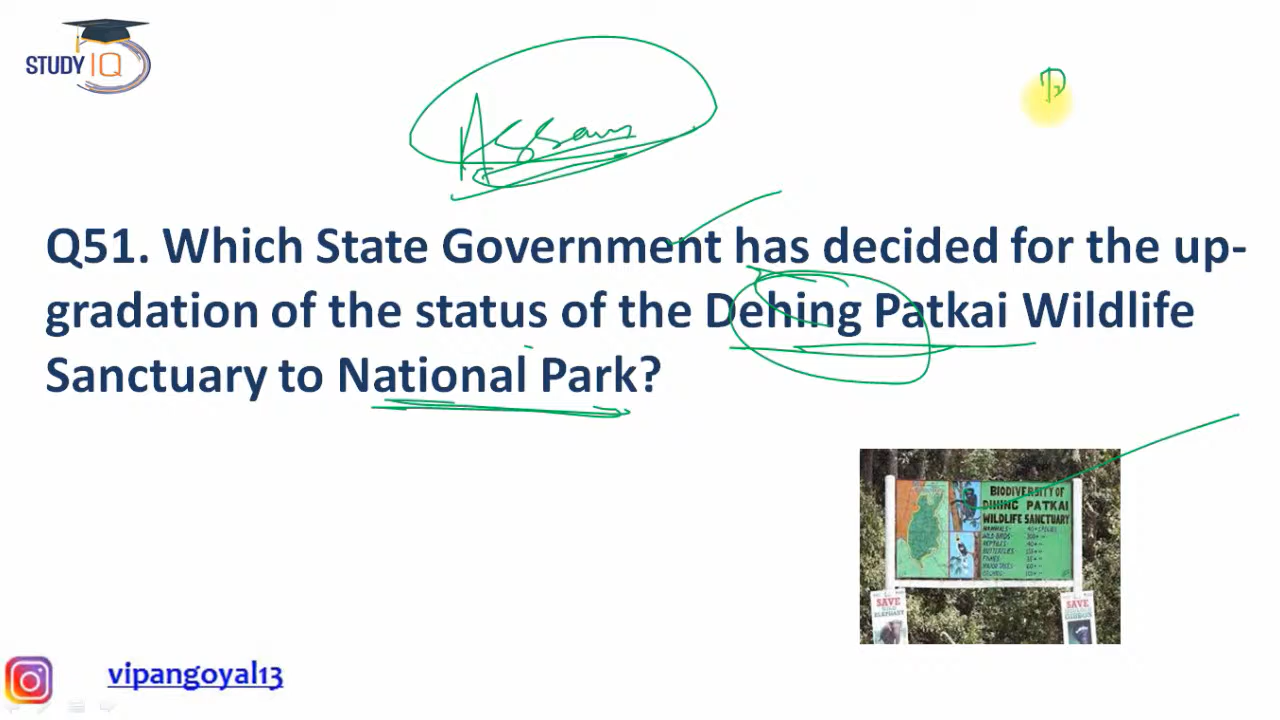 STUDY IQ
Assam
Q51. Which State Government has decided for the up-
gradation of the status of the Dehing Patkai Wildlife
Sanctuary to National Park?
BIODIVERSITY OF
DIHING PATKAI
WILDLIFE SANCTUARY
SAVE
ELEPHANT
SAVE
vipangoyal13